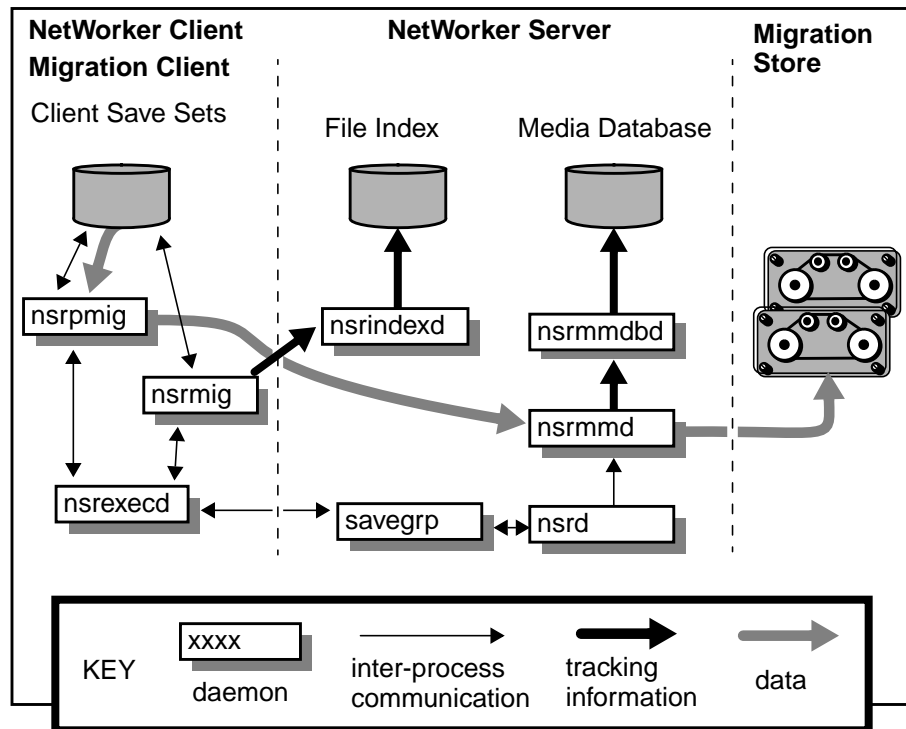 NetWorker Client
Migration Client
NetWorker Server
Migration
Store
Client Save Sets
File Index
Media Database
nsrpmig
nsrindexd
nsrmmdbd
nsrmig
nsrmmd
nsrexecd
savegrp
nsrd
KEY
xxxx
daemon
inter-process
communication
tracking
information
data